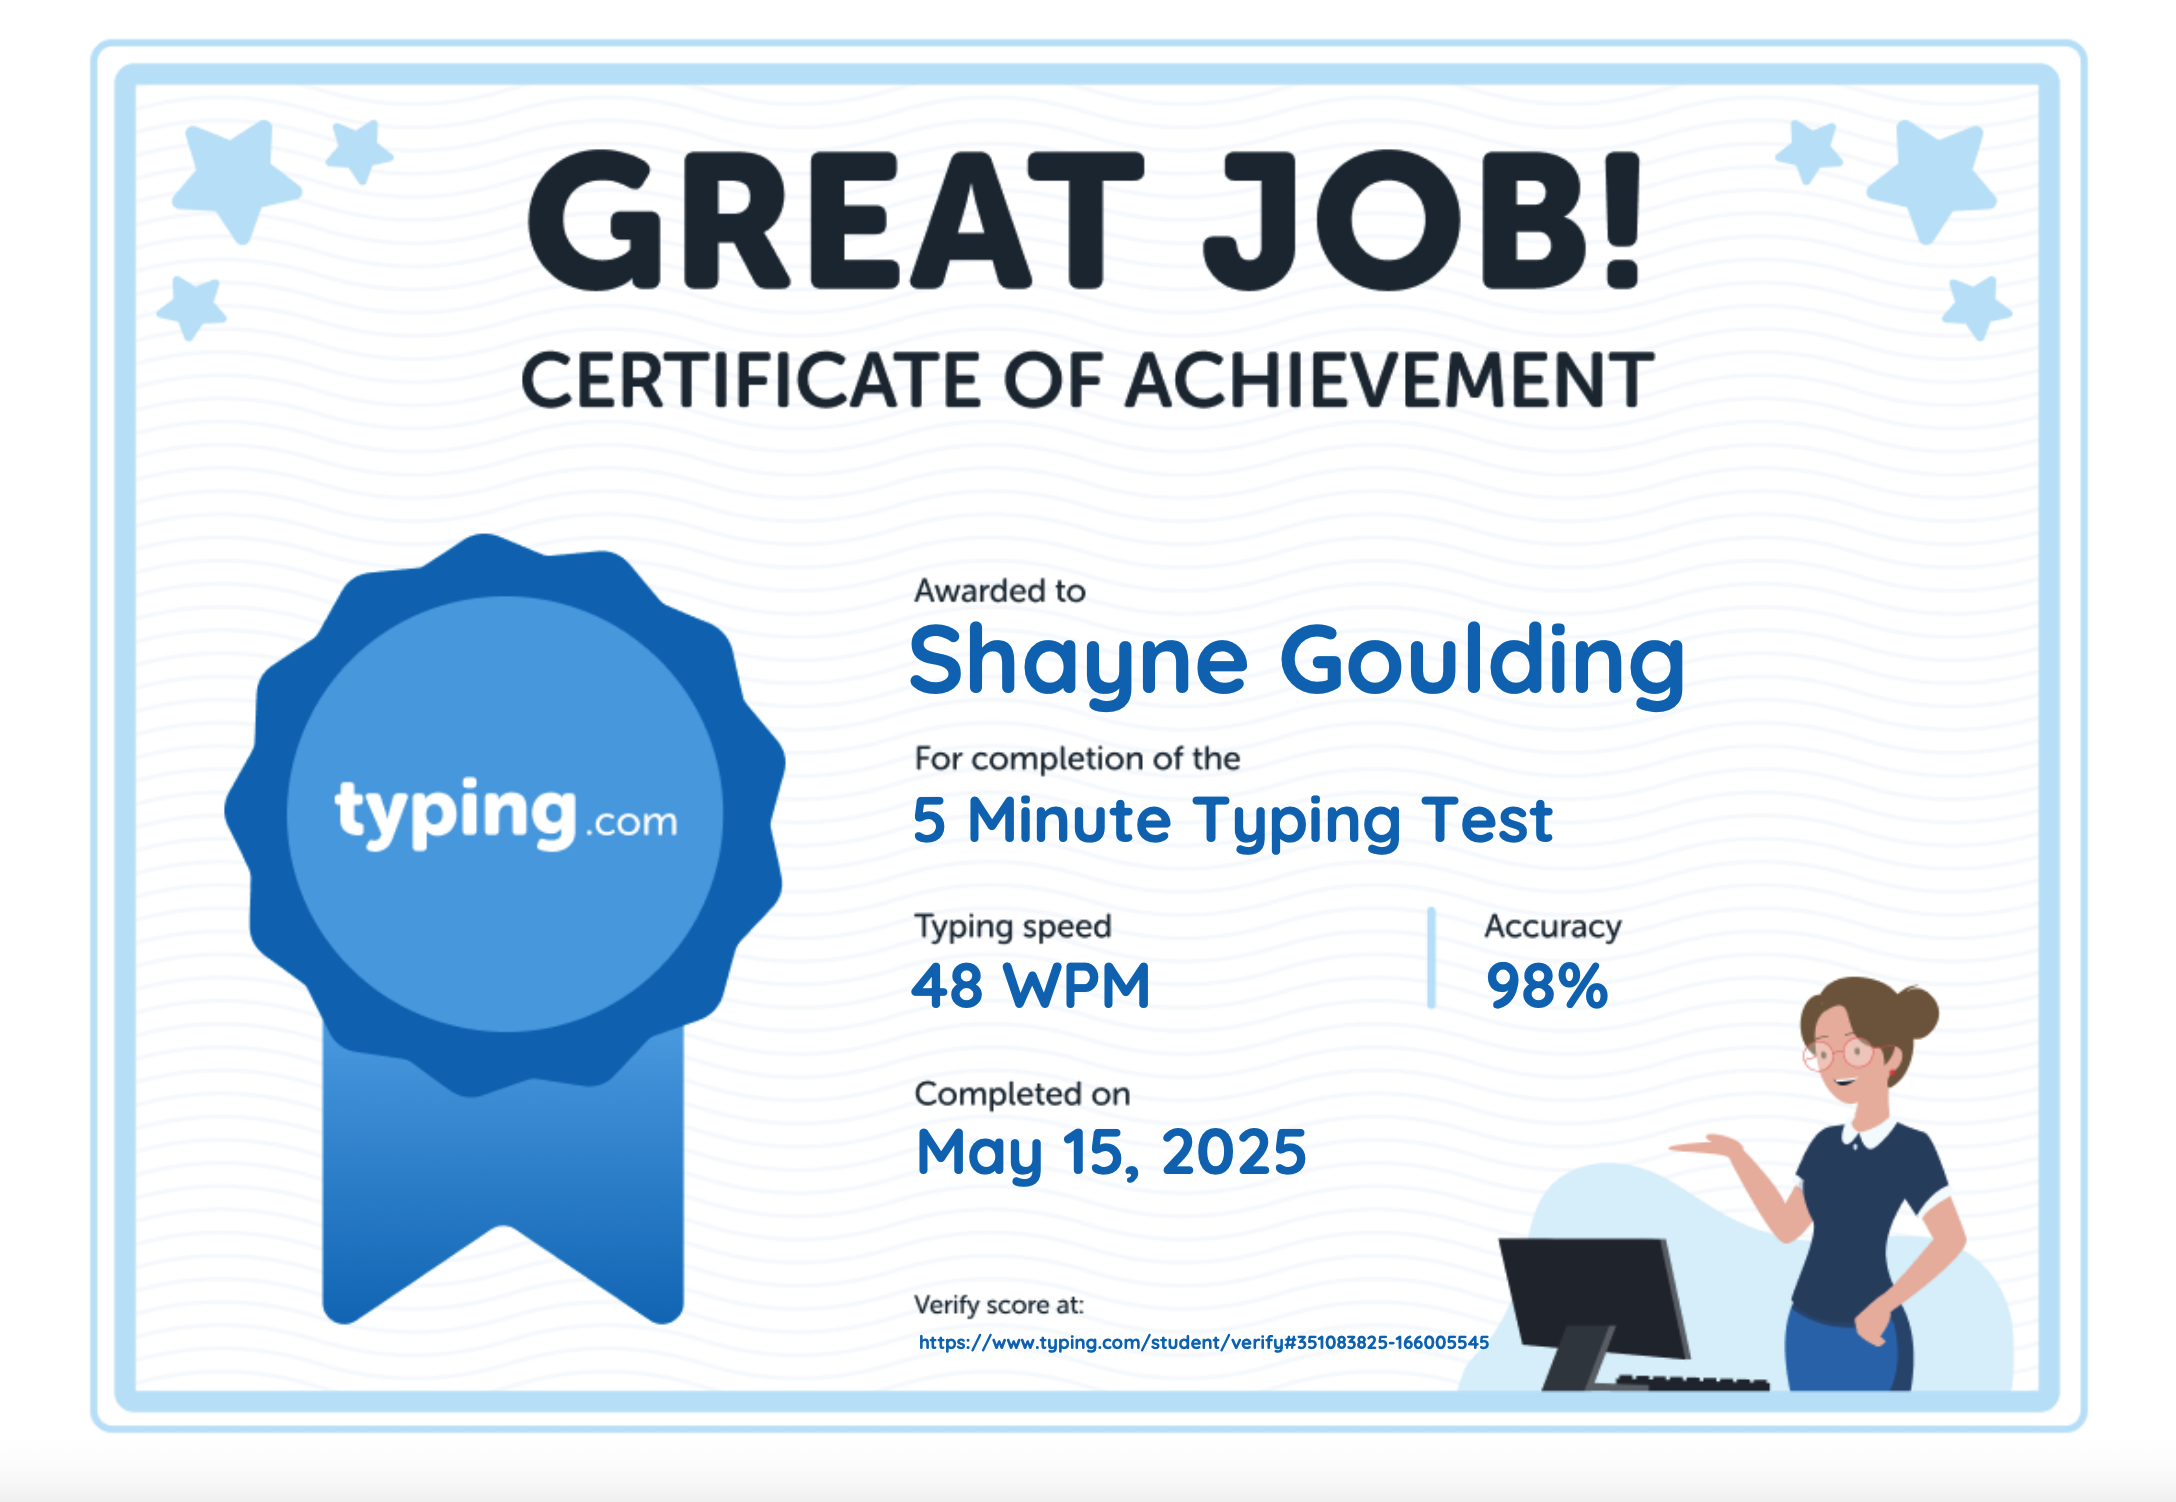 GREAT JOB!
CERTIFICATE OF ACHIEVEMENT
typing.com
Awarded to
Shayne Goulding
For completion of the
5 Minute Typing Test
Typing speed
48 WPM
Accuracy
98%
Completed on
May 15, 2025
Verify score at:
https://www.typing.com/student/verify#351083825-166005545